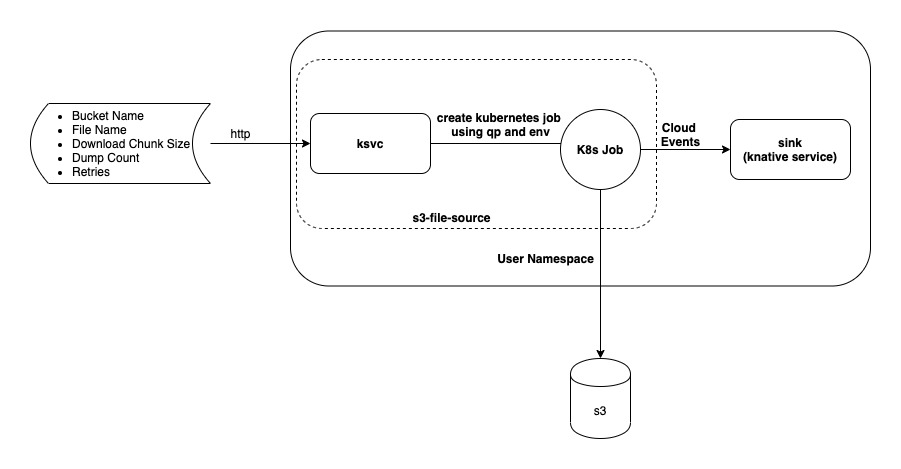 Bucket Name
File Name
Download Chunk Size
Dump Count
Retries
http
ksvc
create kubernetes job
using qp and env
K8s Job
Cloud
Events
sink
(knative service)
s3-file-source
User Namespace
s3